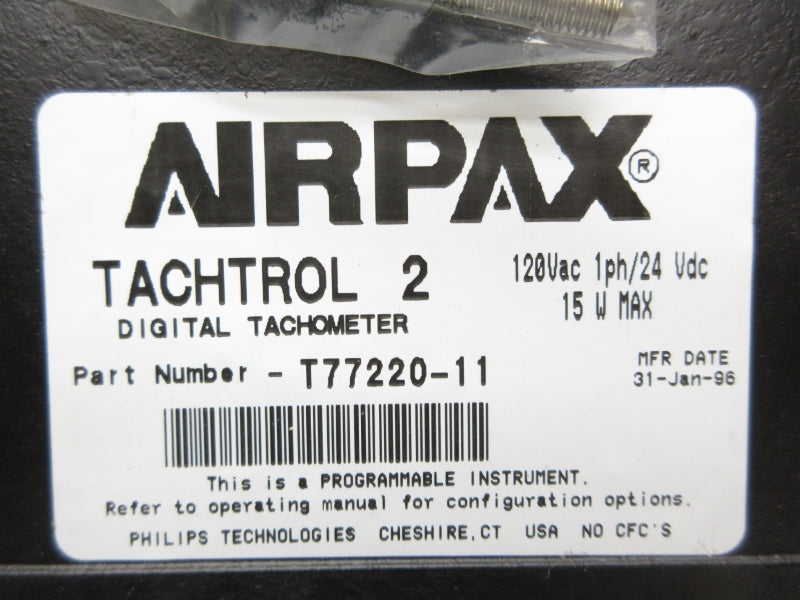 AIRPAX®
TACHTROL 2
DIGITAL TACHOMETER
120Vac 1ph/24 Vdc
15 W MAX
Part Number - T77220-11
MFR DATE
31-Jan-96
This is a PROGRAMMABLE INSTRUMENT.
Refer to operating manual for configuration options.
PHILIPS TECHNOLOGIES CHESHIRE,CT USA NO CFC'S